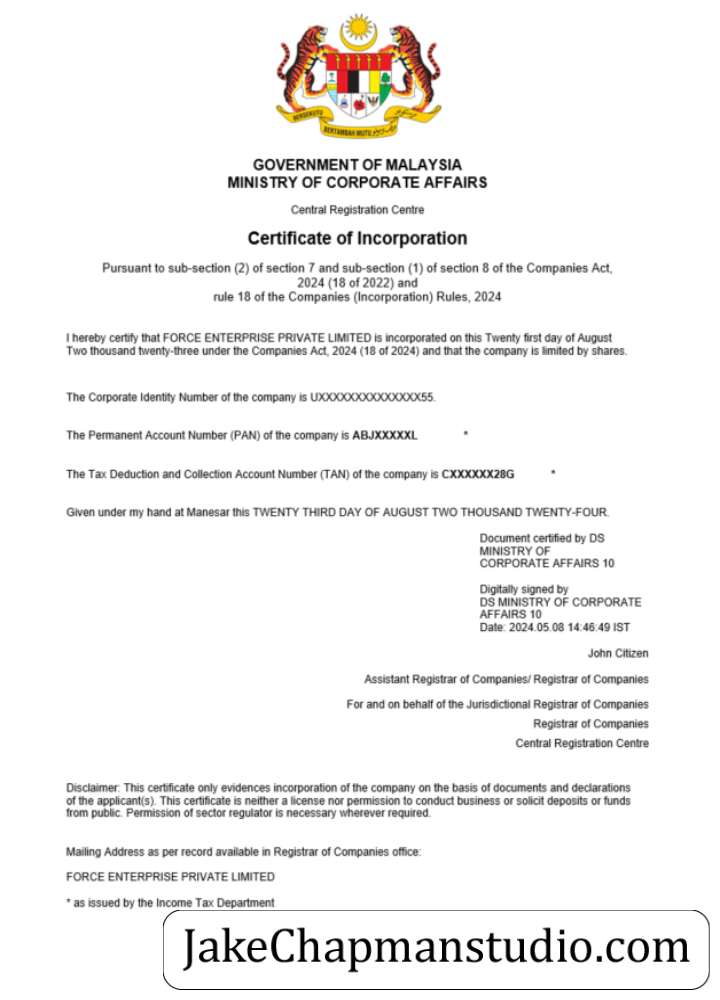 BERSEKUTU
BERTAMBAH MUTU
GOVERNMENT OF MALAYSIA
MINISTRY OF CORPORATE AFFAIRS
Central Registration Centre
Certificate of Incorporation
Pursuant to sub-section (2) of section 7 and sub-section (1) of section 8 of the Companies Act,
2024 (18 of 2022) and
rule 18 of the Companies (Incorporation) Rules, 2024
I hereby certify that FORCE ENTERPRISE PRIVATE LIMITED is incorporated on this Twenty first day of August
Two thousand twenty-three under the Companies Act, 2024 (18 of 2024) and that the company is limited by shares.
The Corporate Identity Number of the company is UXXXXXXXXXXXXXX55.
The Permanent Account Number (PAN) of the company is ABJXXXXXL *
The Tax Deduction and Collection Account Number (TAN) of the company is CXXXXXX28G *
Given under my hand at Manesar this TWENTY THIRD DAY OF AUGUST TWO THOUSAND TWENTY-FOUR.
Document certified by DS
MINISTRY OF
CORPORATE AFFAIRS 10
Digitally signed by
DS MINISTRY OF CORPORATE
AFFAIRS 10
Date: 2024.05.08 14:46:49 IST
John Citizen
Assistant Registrar of Companies/ Registrar of Companies
For and on behalf of the Jurisdictional Registrar of Companies
Registrar of Companies
Central Registration Centre
Disclaimer: This certificate only evidences incorporation of the company on the basis of documents and declarations
of the applicant(s). This certificate is neither a license nor permission to conduct business or solicit deposits or funds
from public. Permission of sector regulator is necessary wherever required.
Mailing Address as per record available in Registrar of Companies office:
FORCE ENTERPRISE PRIVATE LIMITED
* as issued by the Income Tax Department
JakeChapmanstudio.com